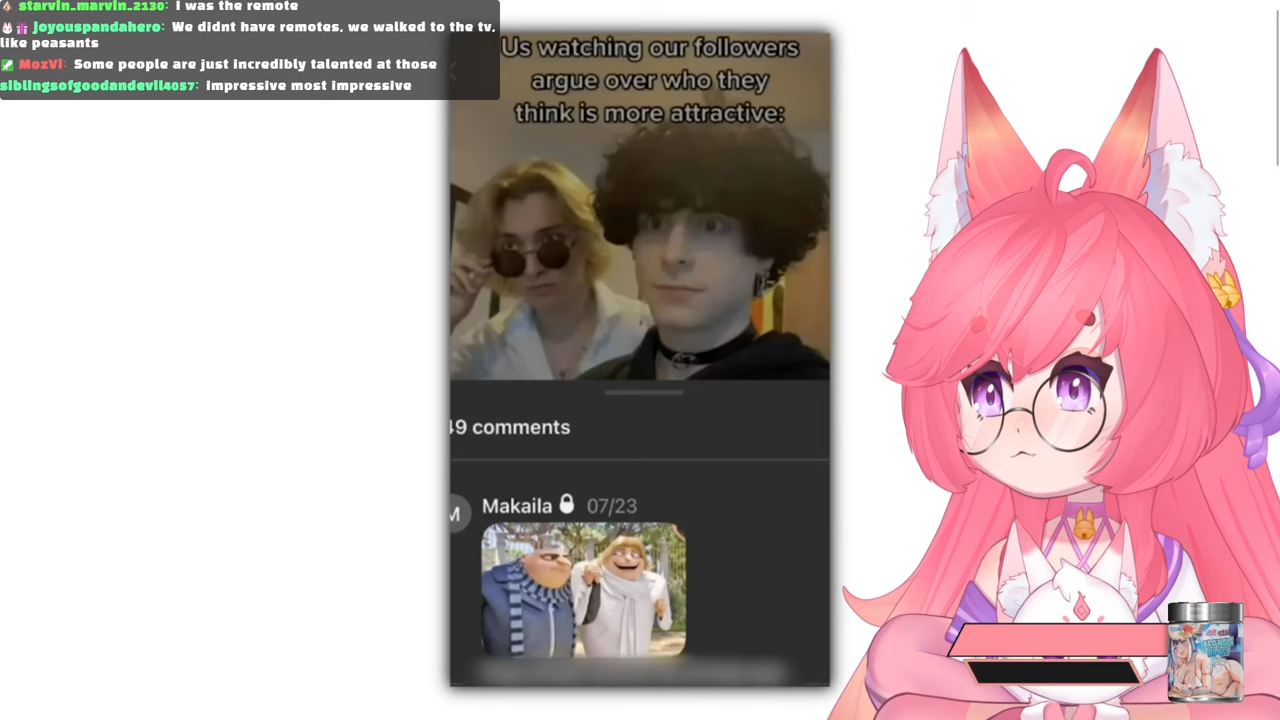 starvin_marvin_2130: I was the remote
joyouspandahero: We didnt have remotes, we walked to the tv,
like peasants
MozVi: Some people are just incredibly talented at those
siblingsofgoodandevil4057: impressive most impressive
Us watching our followers
argue over who they
think is more attractive:
49 comments
M
Makaila 07/23